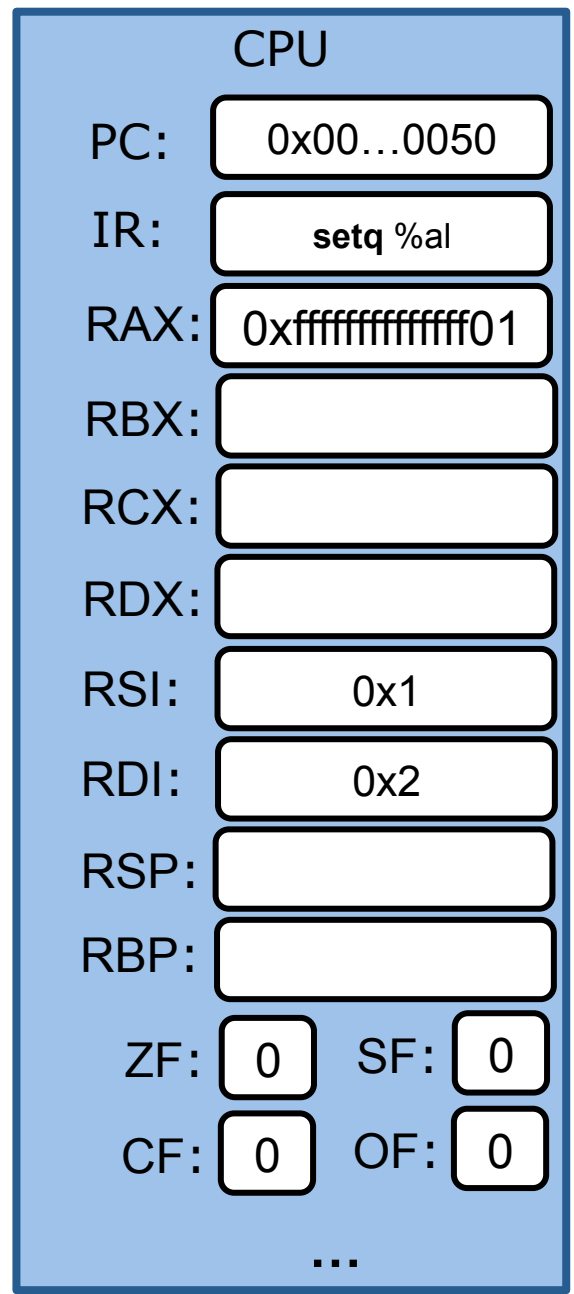 CPU
PC: 0x00…0050
IR: setq %al
RAX: 0xffffffffffffff01
RBX:
RCX:
RDX:
RSI: 0x1
RDI: 0x2
RSP:
RBP:
ZF: 0 SF: 0
CF: 0 OF: 0
...